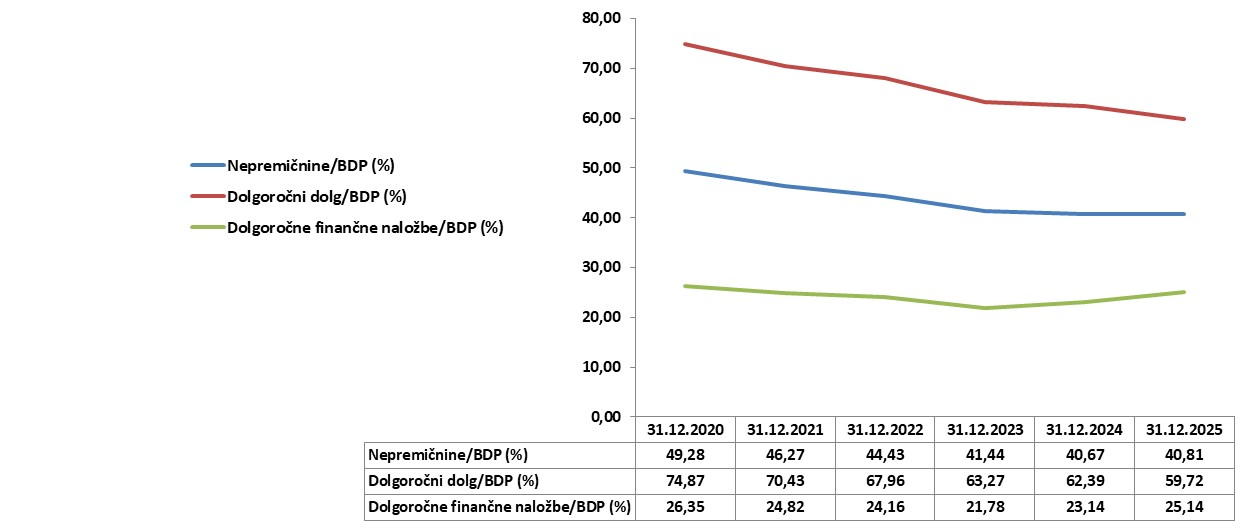 80,00
70,00
60,00
50,00
40,00
30,00
20,00
10,00
0,00
Nepremičnine/BDP (%)
Dolgoročni dolg/BDP (%)
Dolgoročne finančne naložbe/BDP (%)
31.12.2020 31.12.2021 31.12.2022 31.12.2023 31.12.2024 31.12.2025
Nepremičnine/BDP (%) 49,28 46,27 44,43 41,44 40,67 40,81
Dolgoročni dolg/BDP (%) 74,87 70,43 67,96 63,27 62,39 59,72
Dolgoročne finančne naložbe/BDP (%) 26,35 24,82 24,16 21,78 23,14 25,14